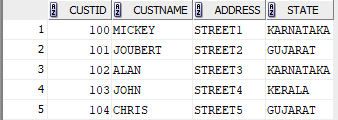 CUSTID CUSTNAME ADDRESS STATE
1 100 MICKEY STREET1 KARNATAKA
2 101 JOUBERT STREET2 GUJARAT
3 102 ALAN STREET3 KARNATAKA
4 103 JOHN STREET4 KERALA
5 104 CHRIS STREET5 GUJARAT